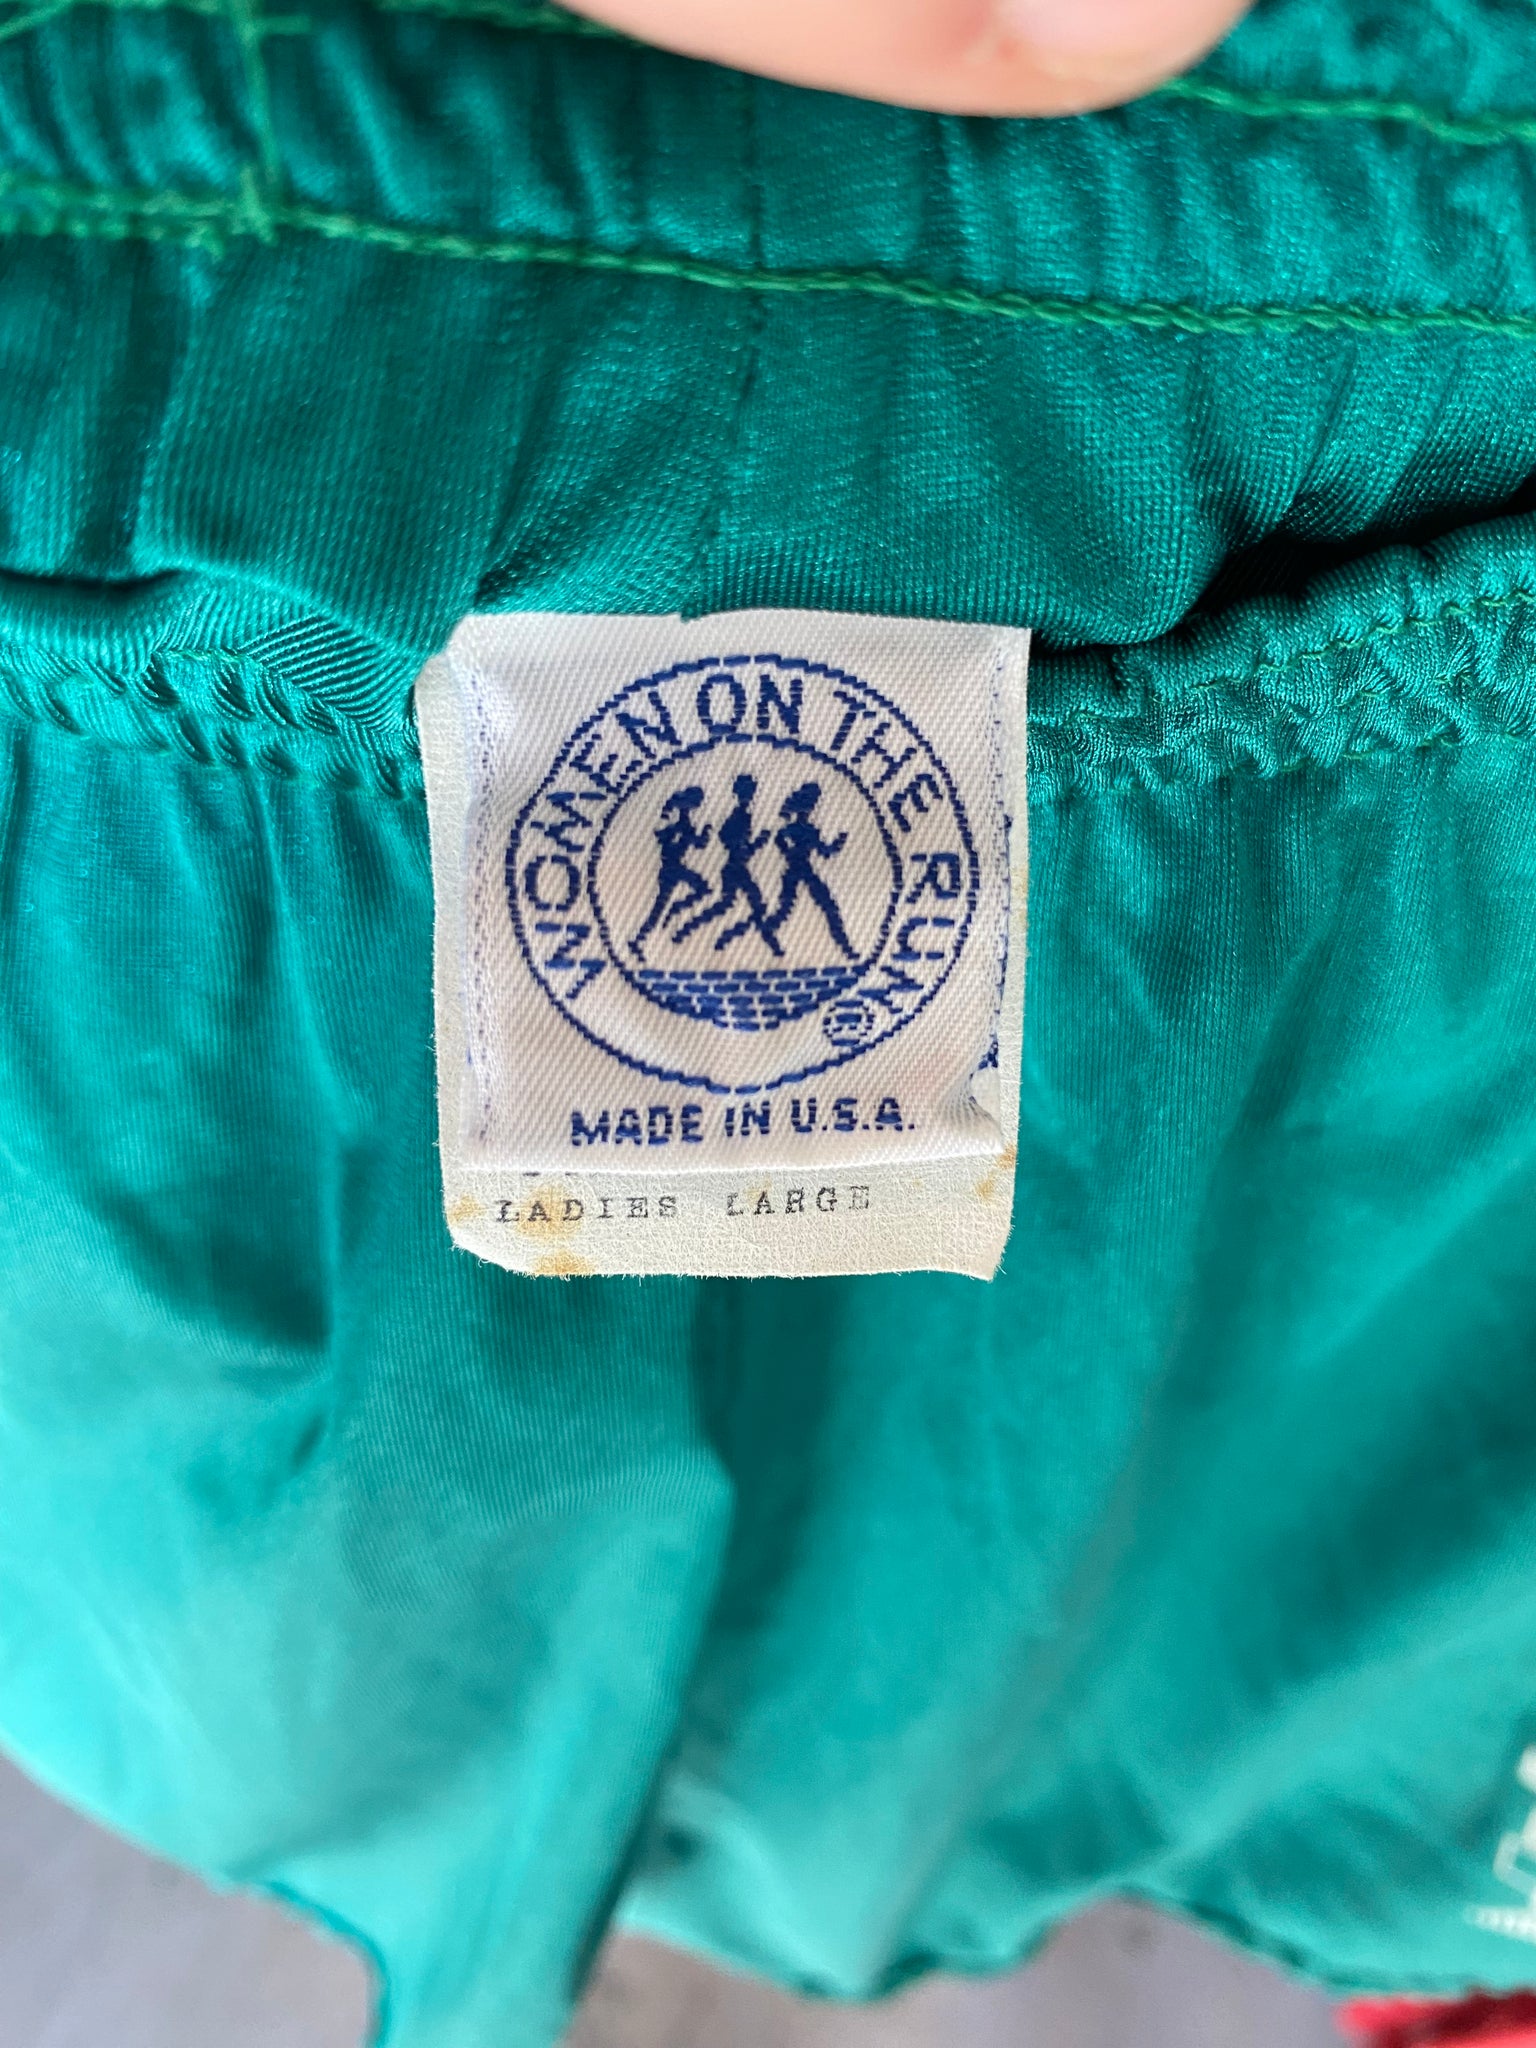 WOMEN ON THE RUN®
MADE IN U.S.A.
LADIES LARGE